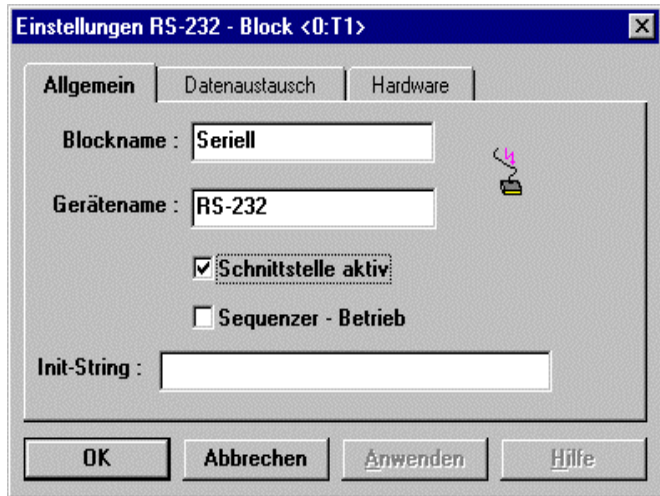 Einstellungen RS-232 - Block <0:T1>
Allgemein Datenaustausch Hardware
Blockname : Seriell
Gerätename : RS-232
Schnittstelle aktiv
Sequenzer - Betrieb
Init-String :
OK Abbrechen Anwenden Hilfe